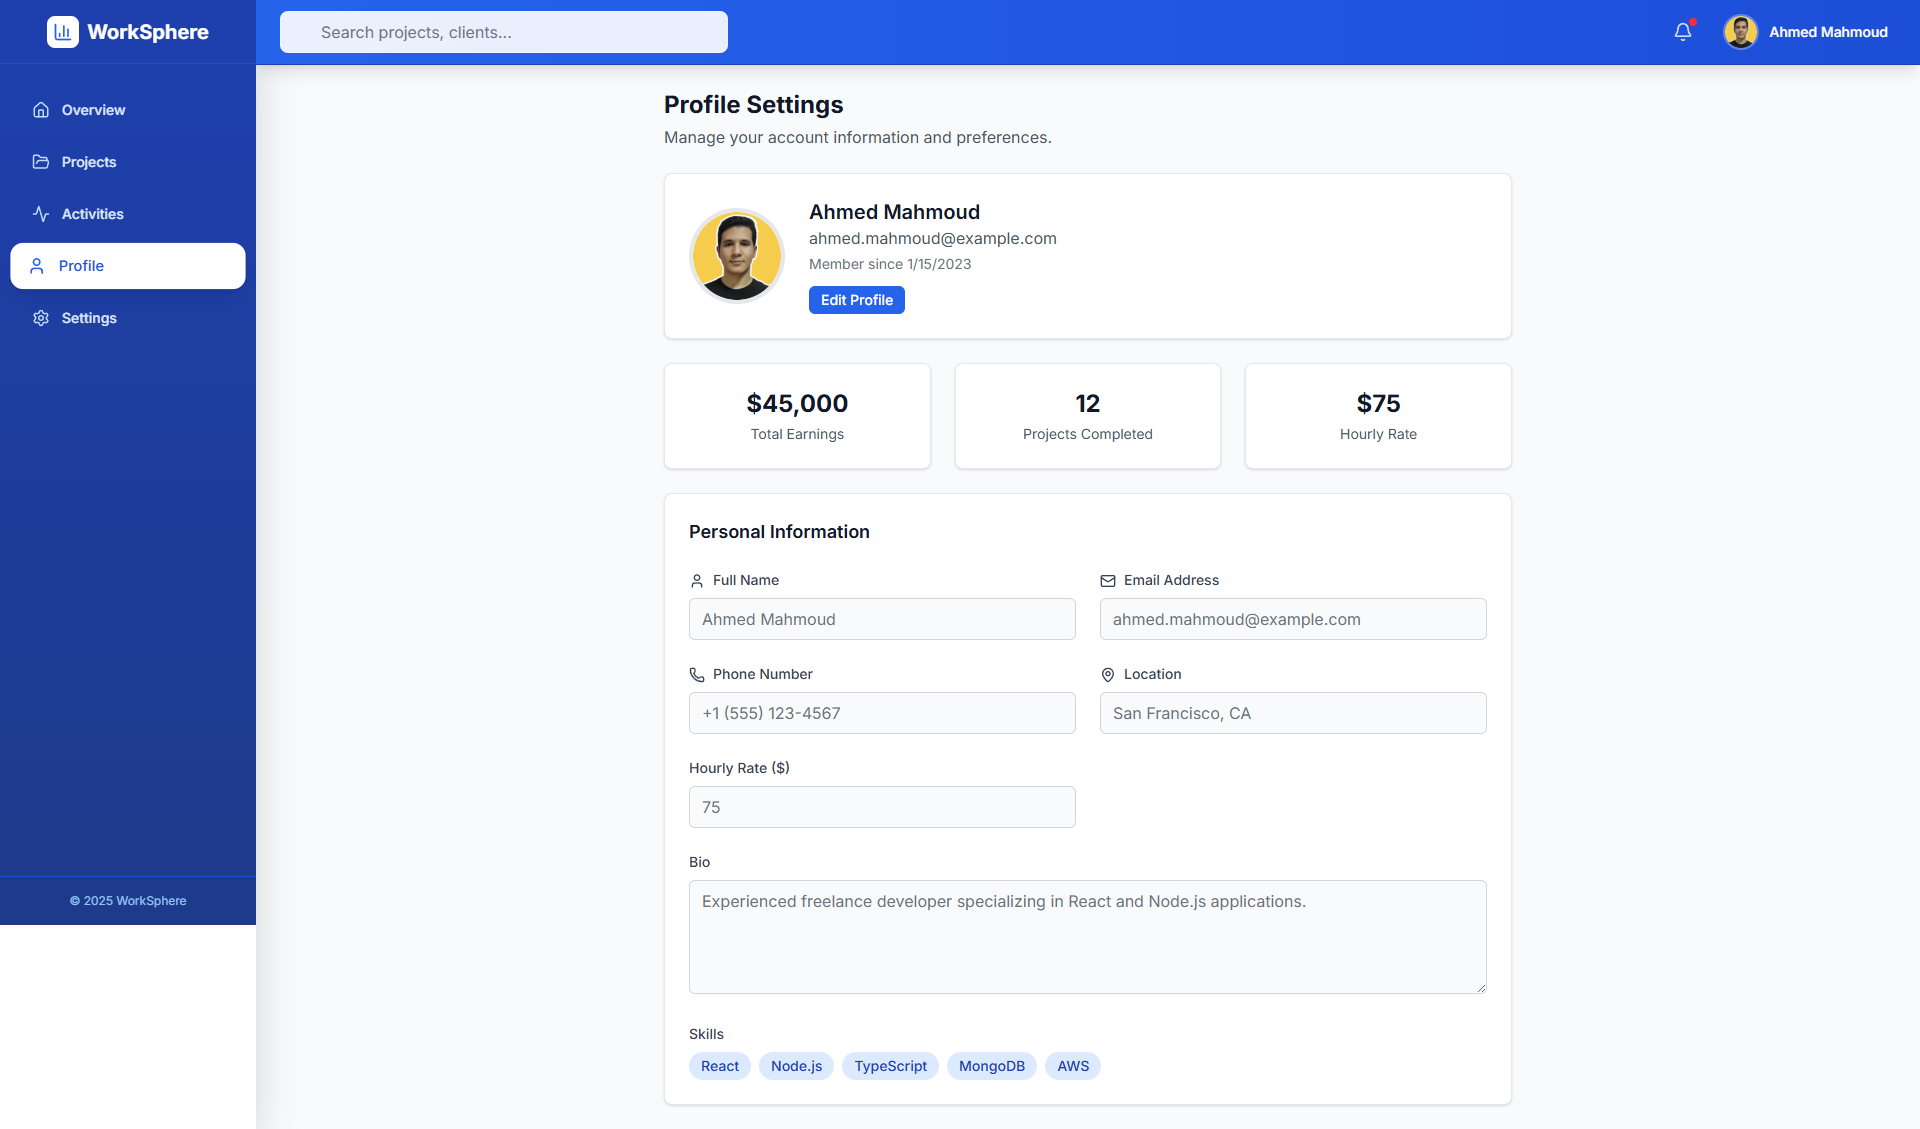 WorkSphere
Search projects, clients...
Ahmed Mahmoud
Overview
Projects
Activities
Profile
Settings
© 2025 WorkSphere
Profile Settings
Manage your account information and preferences.
Ahmed Mahmoud
ahmed.mahmoud@example.com
Member since 1/15/2023
Edit Profile
$45,000
Total Earnings
12
Projects Completed
$75
Hourly Rate
Personal Information
Full Name
Ahmed Mahmoud
Email Address
ahmed.mahmoud@example.com
Phone Number
+1 (555) 123-4567
Location
San Francisco, CA
Hourly Rate ($)
75
Bio
Experienced freelance developer specializing in React and Node.js applications.
Skills
React Node.js TypeScript MongoDB AWS